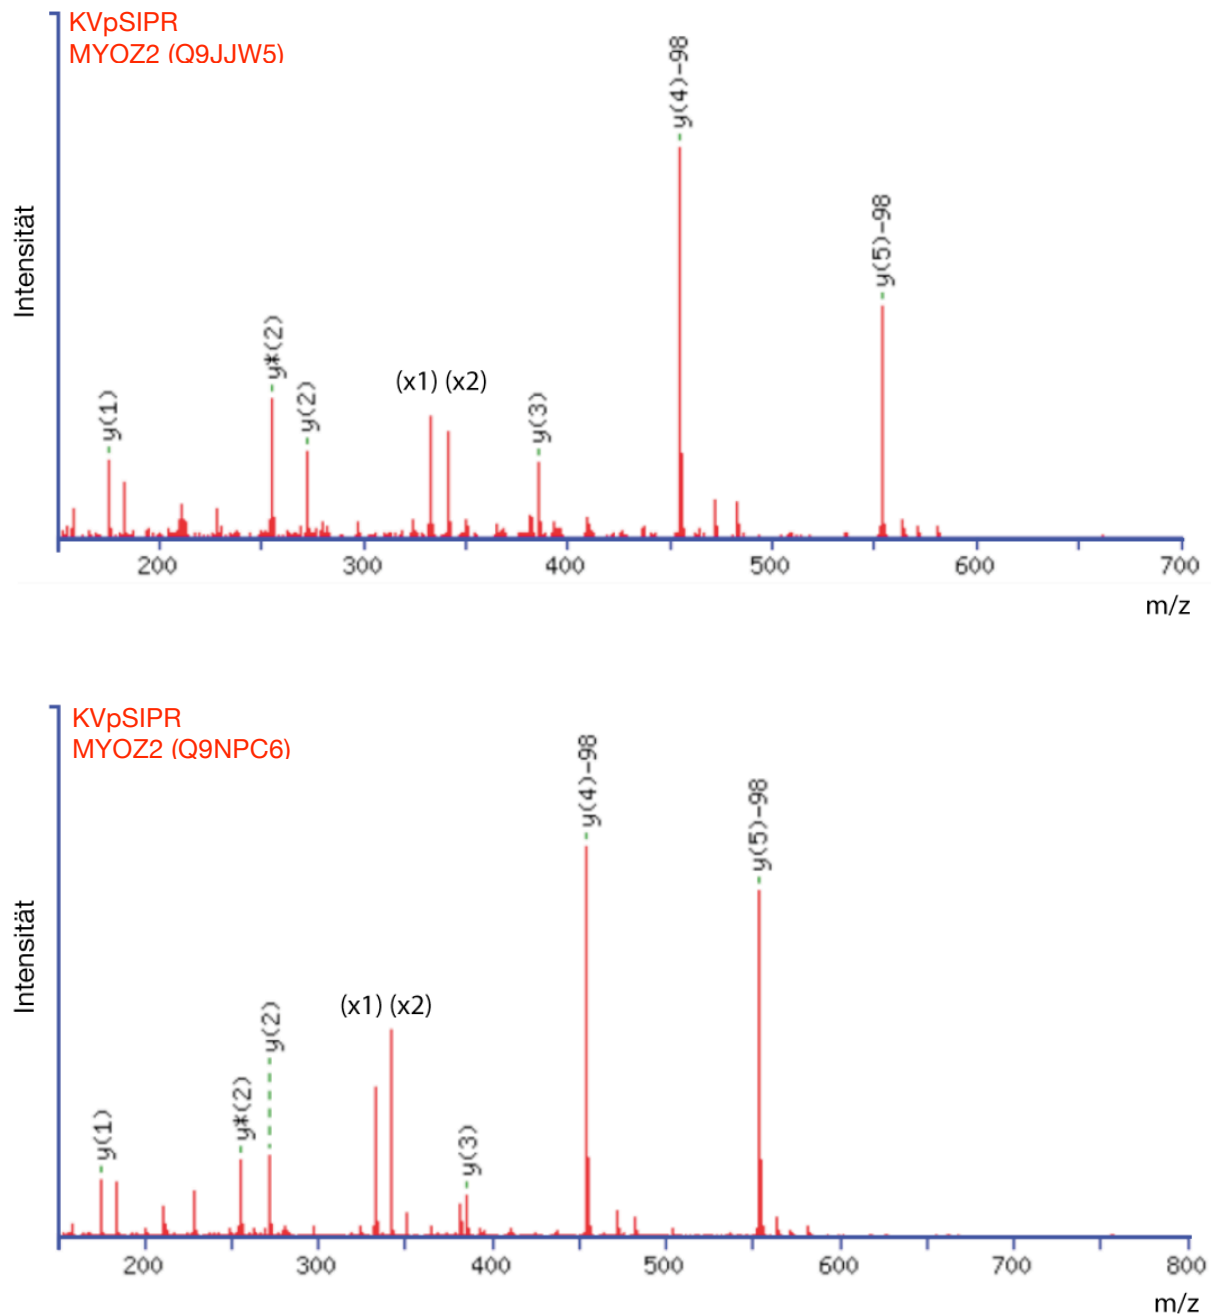 KVpSIPR
MYOZ2 (Q9JJW5)
y(4)-98
y(5)-98
Intensität
y*(2)
(x1) (x2)
y(1)
y(2)
y(3)
200 300 400 500 600 700
m/z
KVpSIPR
MYOZ2 (Q9NPC6)
y(4)-98
y(5)-98
Intensität
(x1) (x2)
y(2)
y*(2)
y(1)
y(3)
200 300 400 500 600 700 800
m/z